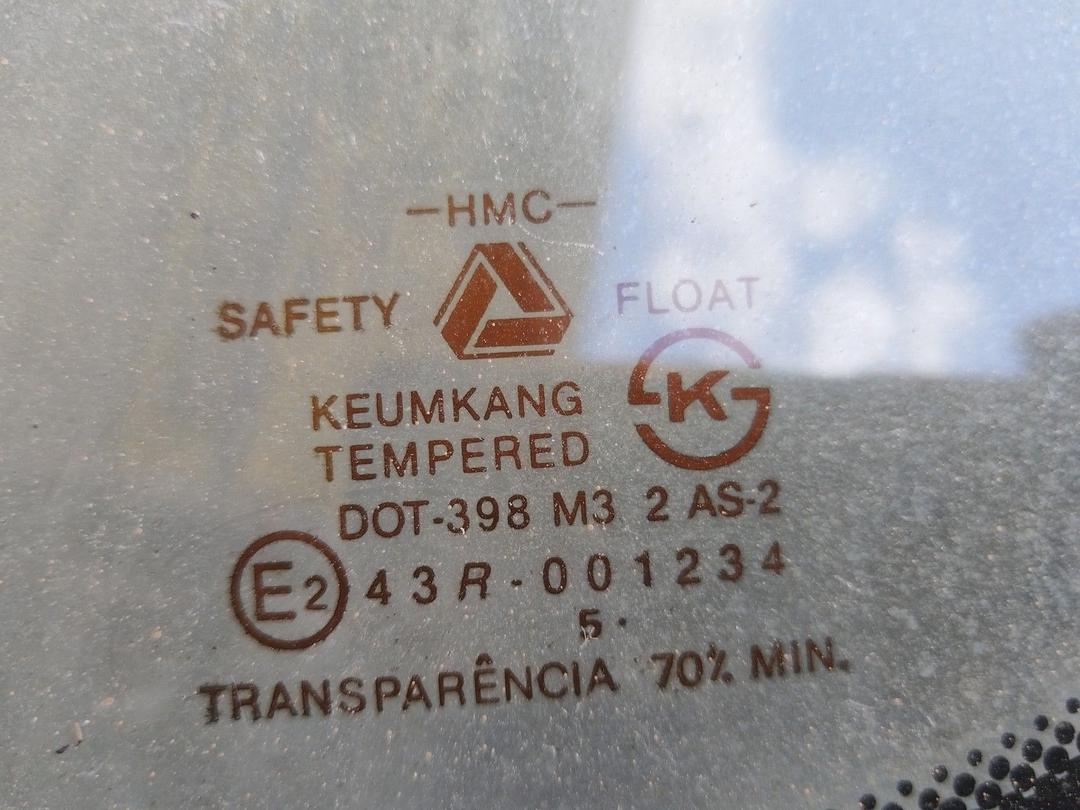 -HMC-
SAFETY FLOAT
K
KEUMKANG
TEMPERED
DOT-398 M3 2 AS-2
E2 43R-001234
5.
TRANSPARÊNCIA 70% MIN.